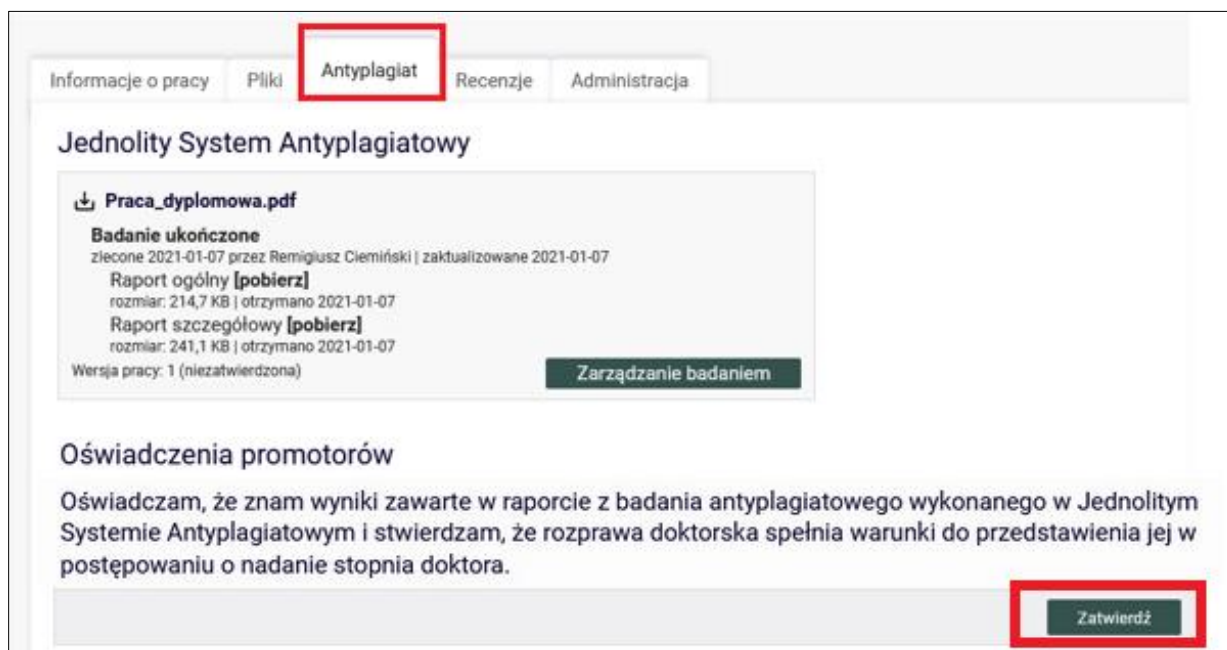 Informacje o pracy Pliki Antyplagiat Recenzje Administracja
Jednolity System Antyplagiatowy
Praca_dyplomowa.pdf
Badanie ukończone
zlecone 2021-01-07 przez Remigiusz Ciemiński | zaktualizowane 2021-01-07
Raport ogólny [pobierz]
rozmiar: 214,7 KB | otrzymano 2021-01-07
Raport szczegółowy [pobierz]
rozmiar: 241,1 KB | otrzymano 2021-01-07
Wersja pracy: 1 (niezatwierdzona) Zarządzanie badaniem
Oświadczenia promotorów
Oświadczam, że znam wyniki zawarte w raporcie z badania antyplagiatowego wykonanego w Jednolitym
Systemie Antyplagiatowym i stwierdzam, że rozprawa doktorska spełnia warunki do przedstawienia jej w
postępowaniu o nadanie stopnia doktora.
Zatwierdź